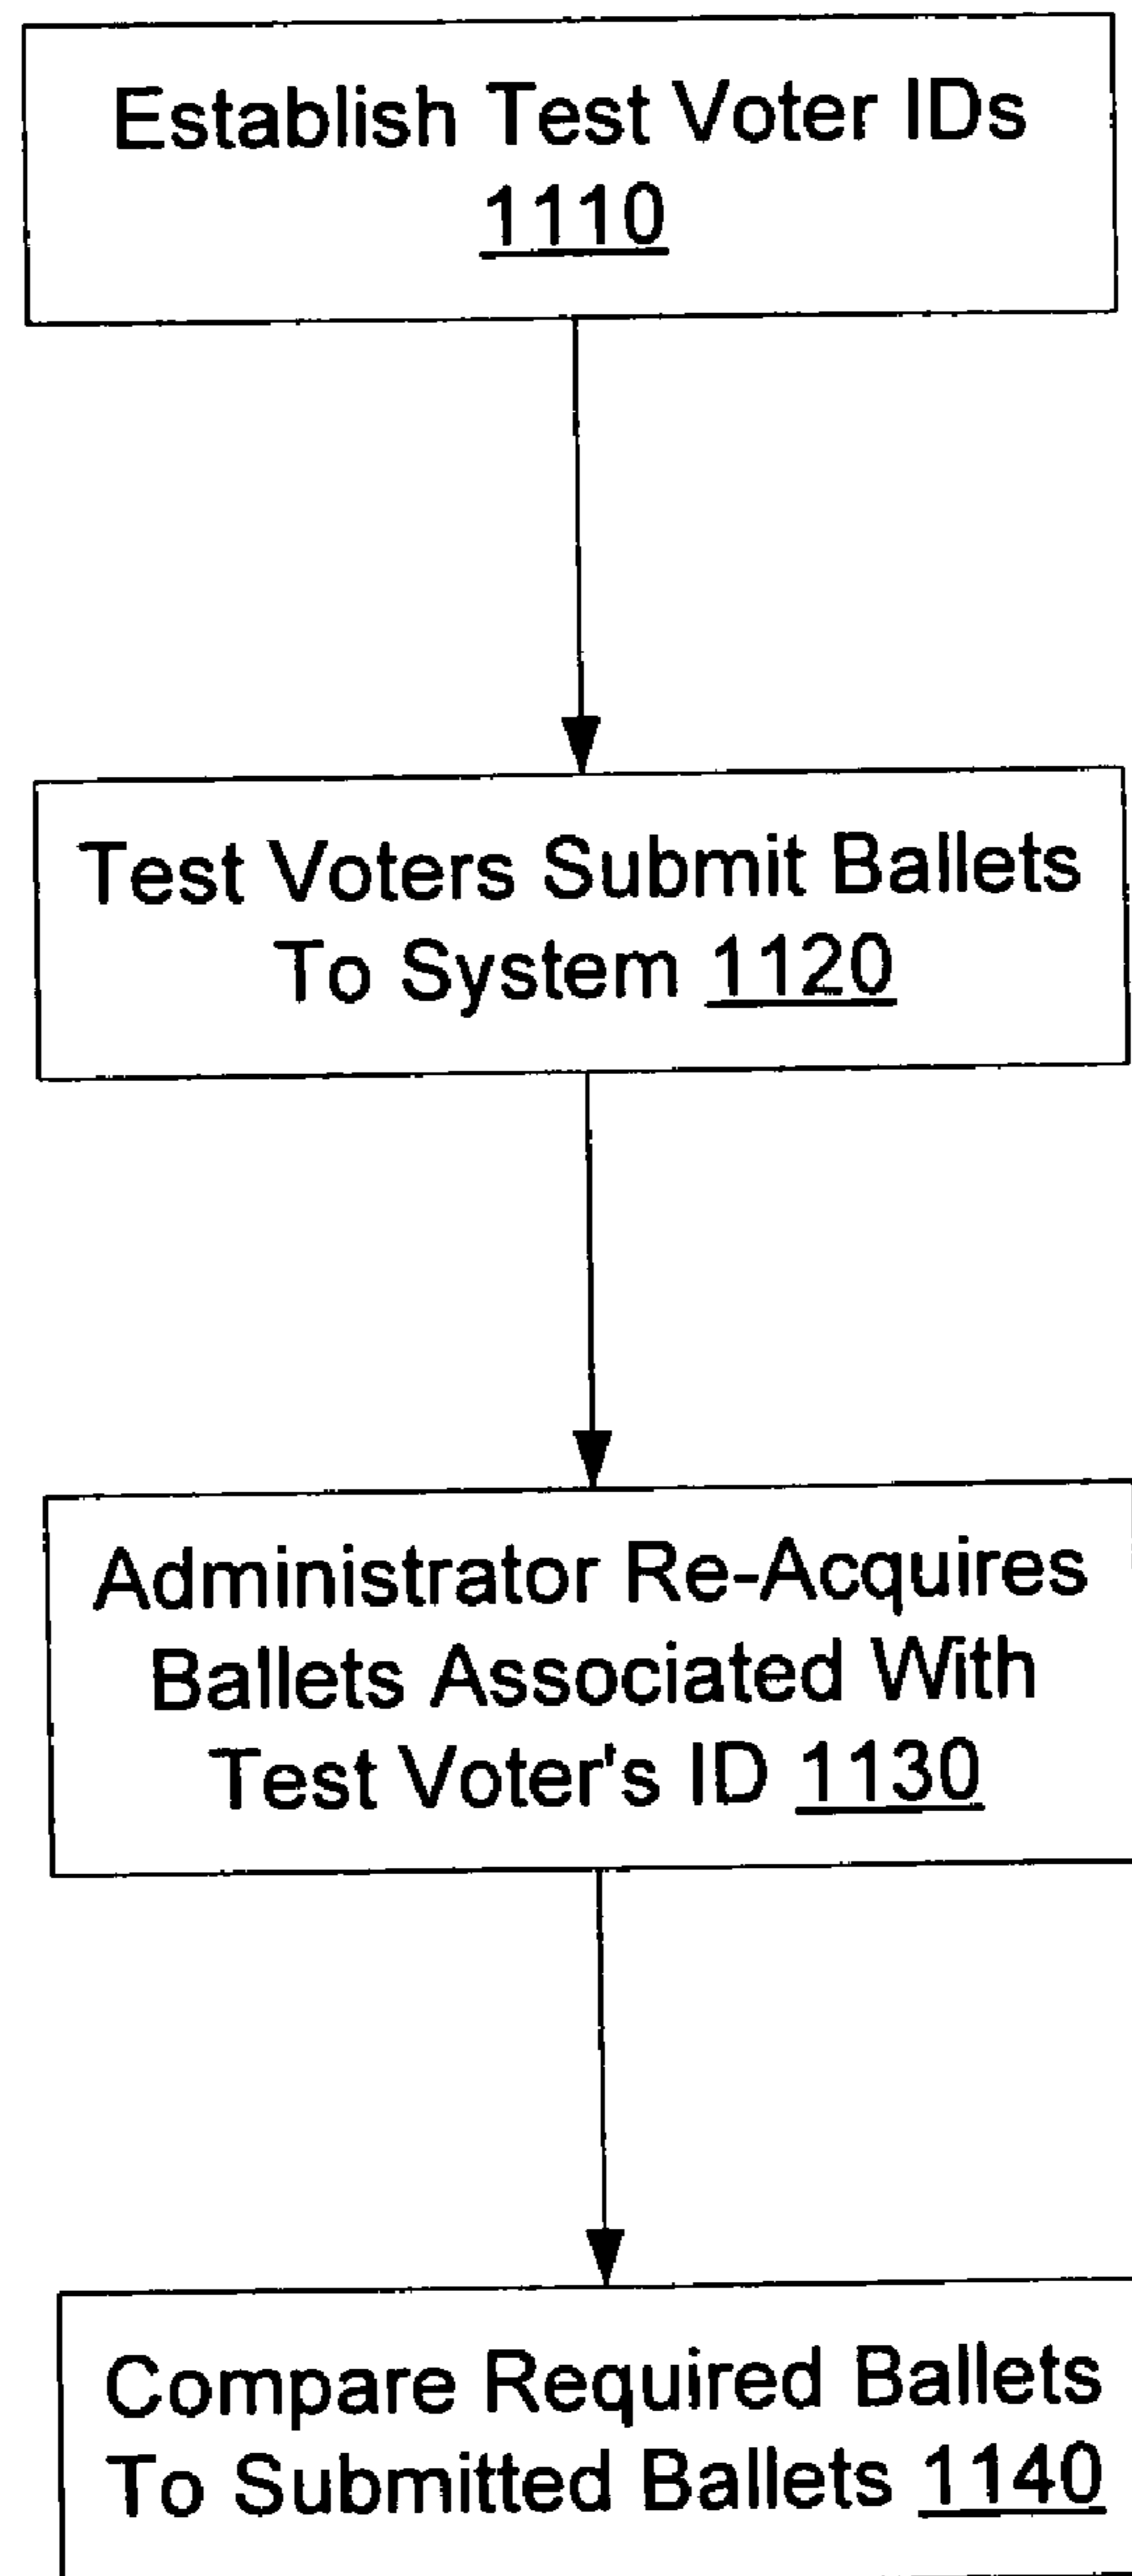 Establish Test Voter IDs
1110
Test Voters Submit Ballets
To System 1120
Administrator Re-Acquires
Ballets Associated With
Test Voter's ID 1130
Compare Required Ballets
To Submitted Ballets 1140